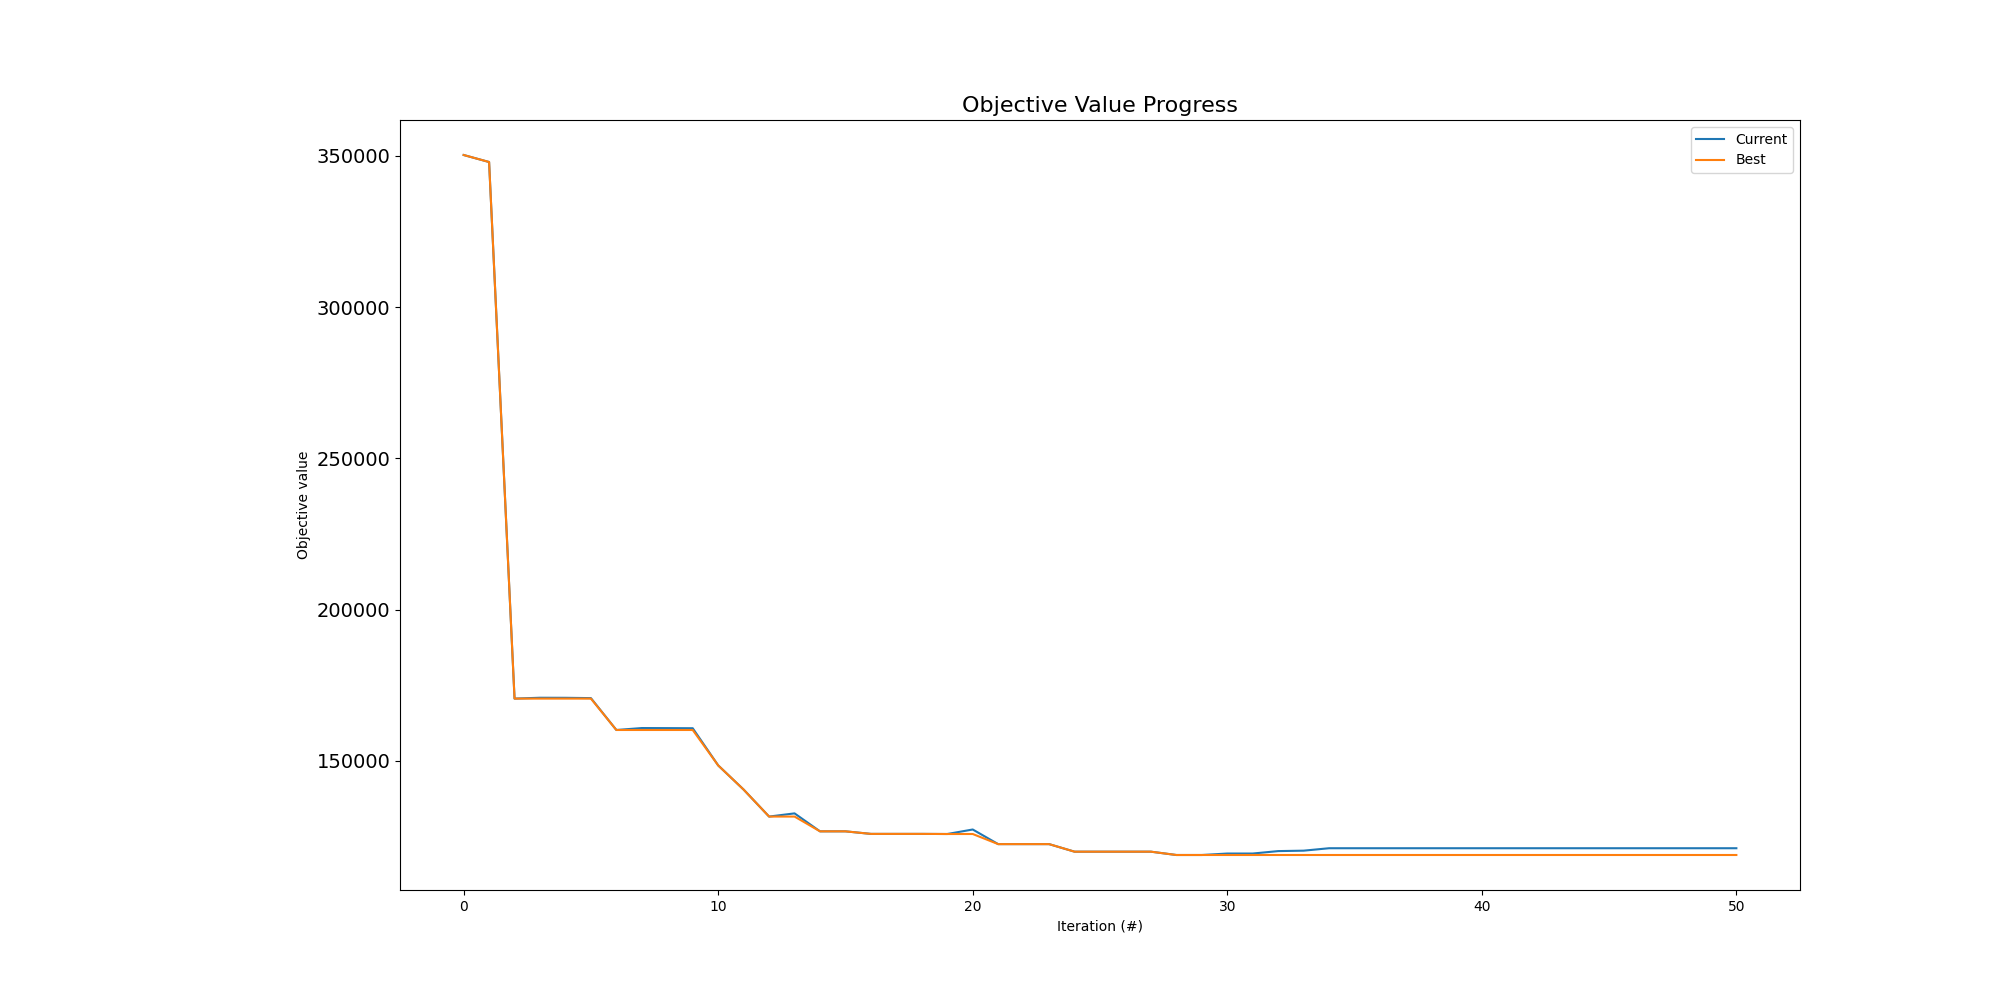 Objective Value Progress
Current
Best
350000
300000
250000
200000
150000
Objective value
0 10 20 30 40 50
Iteration (#)